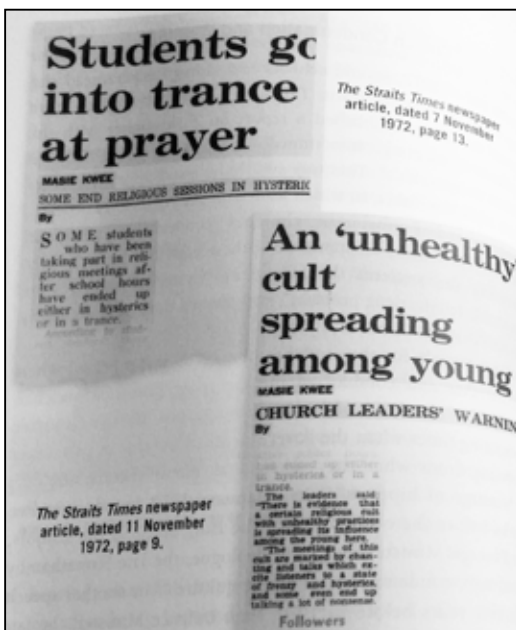 Students go
into trance
at prayer
MASIE KWEE
SOME END RELIGIOUS SESSIONS IN HYSTERIC
By
SOME students
who have been
taking part in reli-
gious meetings af-
ter school hours
have ended up
either in hysterics
or in a trance.
The Straits Times newspaper
article, dated 7 November
1972, page 13.
An ‘unhealthy’
cult
spreading
among young
MASIE KWEE
CHURCH LEADERS' WARNIN
By
in hysterics or in a
trance.
The leaders said:
"There is evidence that
a certain religious cult
with unhealthy practices
is spreading its influence
among the young here.
"The meetings of this
cult are marked by chan-
ting and talks which ex-
cite listeners to a state
of frenzy and hysterics,
and some even end up
talking a lot of nonsense.
Followers
The Straits Times newspaper
article, dated 11 November
1972, page 9.